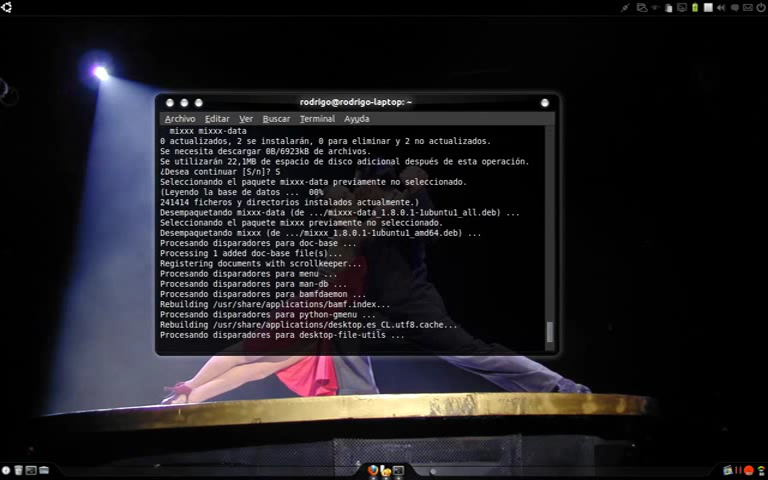 rodrigo@rodrigo-laptop: ~
Archivo Editar Ver Buscar Terminal Ayuda
mixxx mixxx-data
0 actualizados, 2 se instalarán, 0 para eliminar y 2 no actualizados.
Se necesita descargar 0B/6923kB de archivos.
Se utilizarán 22,1MB de espacio de disco adicional después de esta operación.
¿Desea continuar [S/n]? S
Seleccionando el paquete mixxx-data previamente no seleccionado.
(Leyendo la base de datos ... 00%
241414 ficheros y directorios instalados actualmente.)
Desempaquetando mixxx-data (de .../mixxx-data_1.8.0.1-1ubuntu1_all.deb) ...
Seleccionando el paquete mixxx previamente no seleccionado.
Desempaquetando mixxx (de .../mixxx_1.8.0.1-1ubuntu1_amd64.deb) ...
Procesando disparadores para doc-base ...
Processing 1 added doc-base file(s)...
Registering documents with scrollkeeper...
Procesando disparadores para menu ...
Procesando disparadores para man-db ...
Procesando disparadores para bamfdaemon ...
Rebuilding /usr/share/applications/bamf.index...
Procesando disparadores para python-gmenu ...
Rebuilding /usr/share/applications/desktop.es_CL.utf8.cache...
Procesando disparadores para desktop-file-utils ...